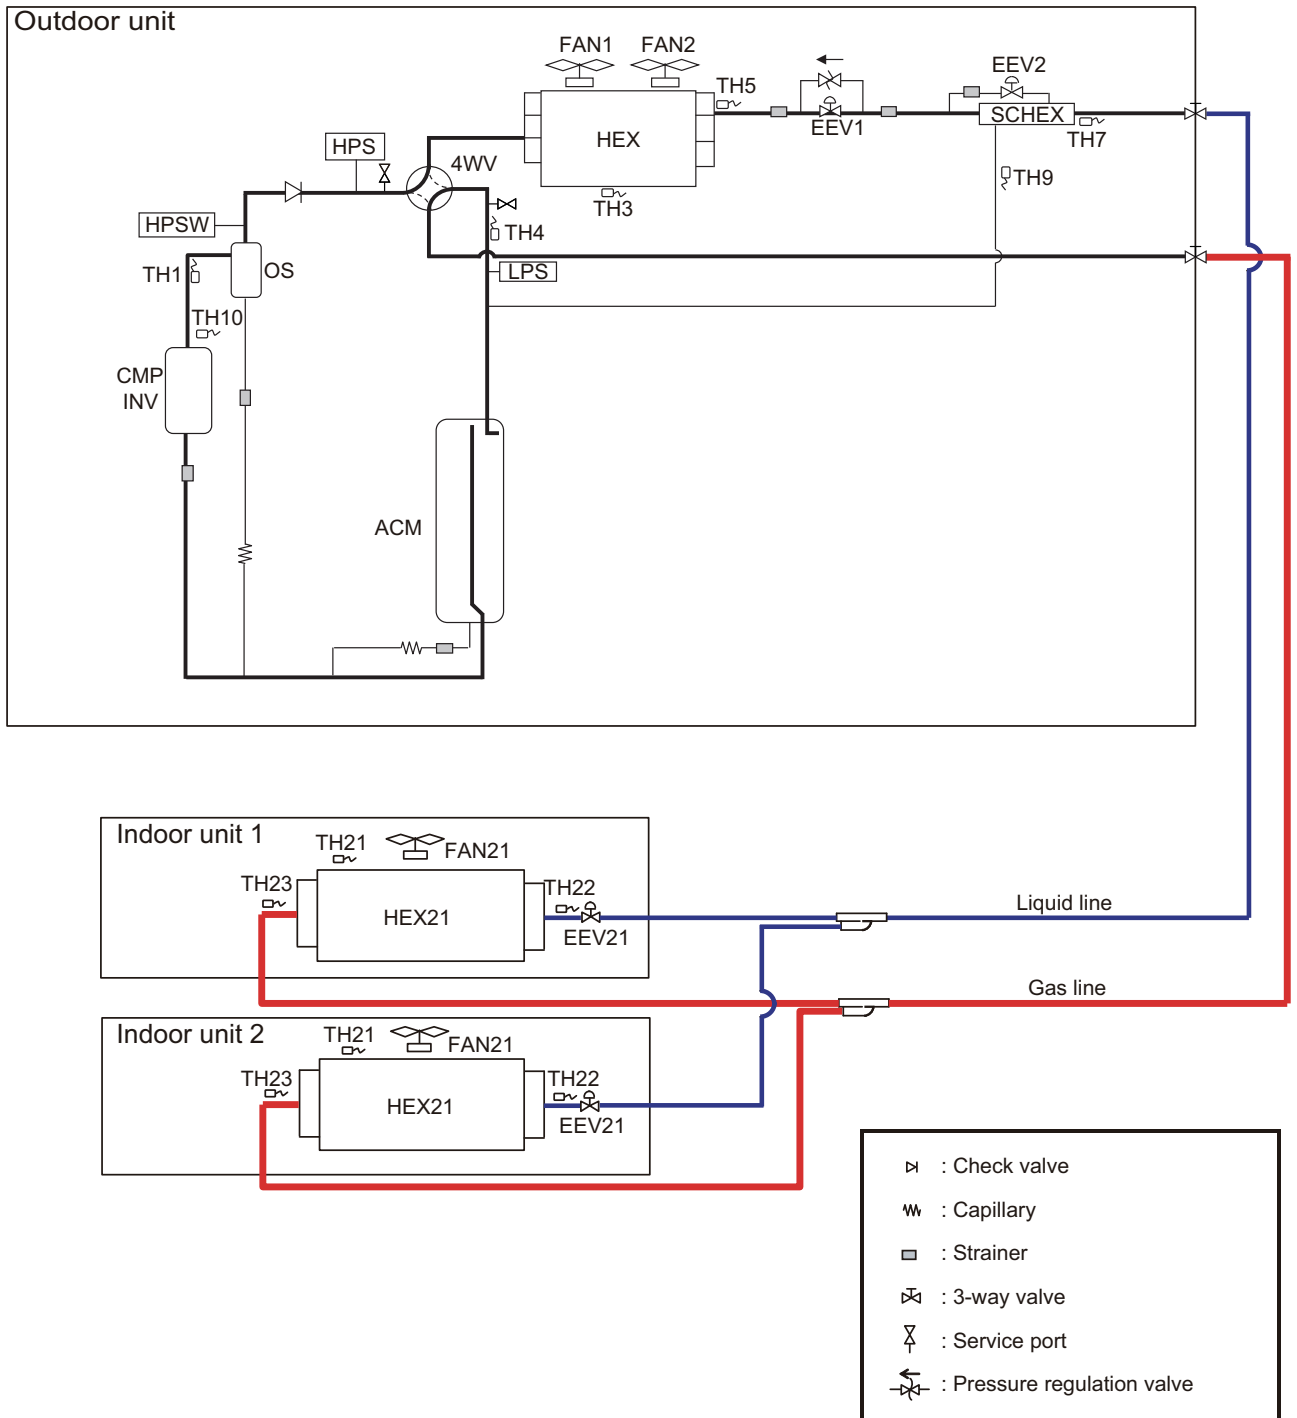 Outdoor unit
FAN1
FAN2
TH5
EEV2
EEV1
SCHEX
TH7
HEX
HPS
4WV
TH9
TH3
HPSW
TH4
TH1
OS
LPS
TH10
CMP
INV
ACM
Indoor unit 1
TH21
FAN21
TH23
TH22
HEX21
EEV21
Liquid line
Gas line
Indoor unit 2
TH21
FAN21
TH23
TH22
HEX21
EEV21
: Check valve
: Capillary
: Strainer
: 3-way valve
: Service port
: Pressure regulation valve